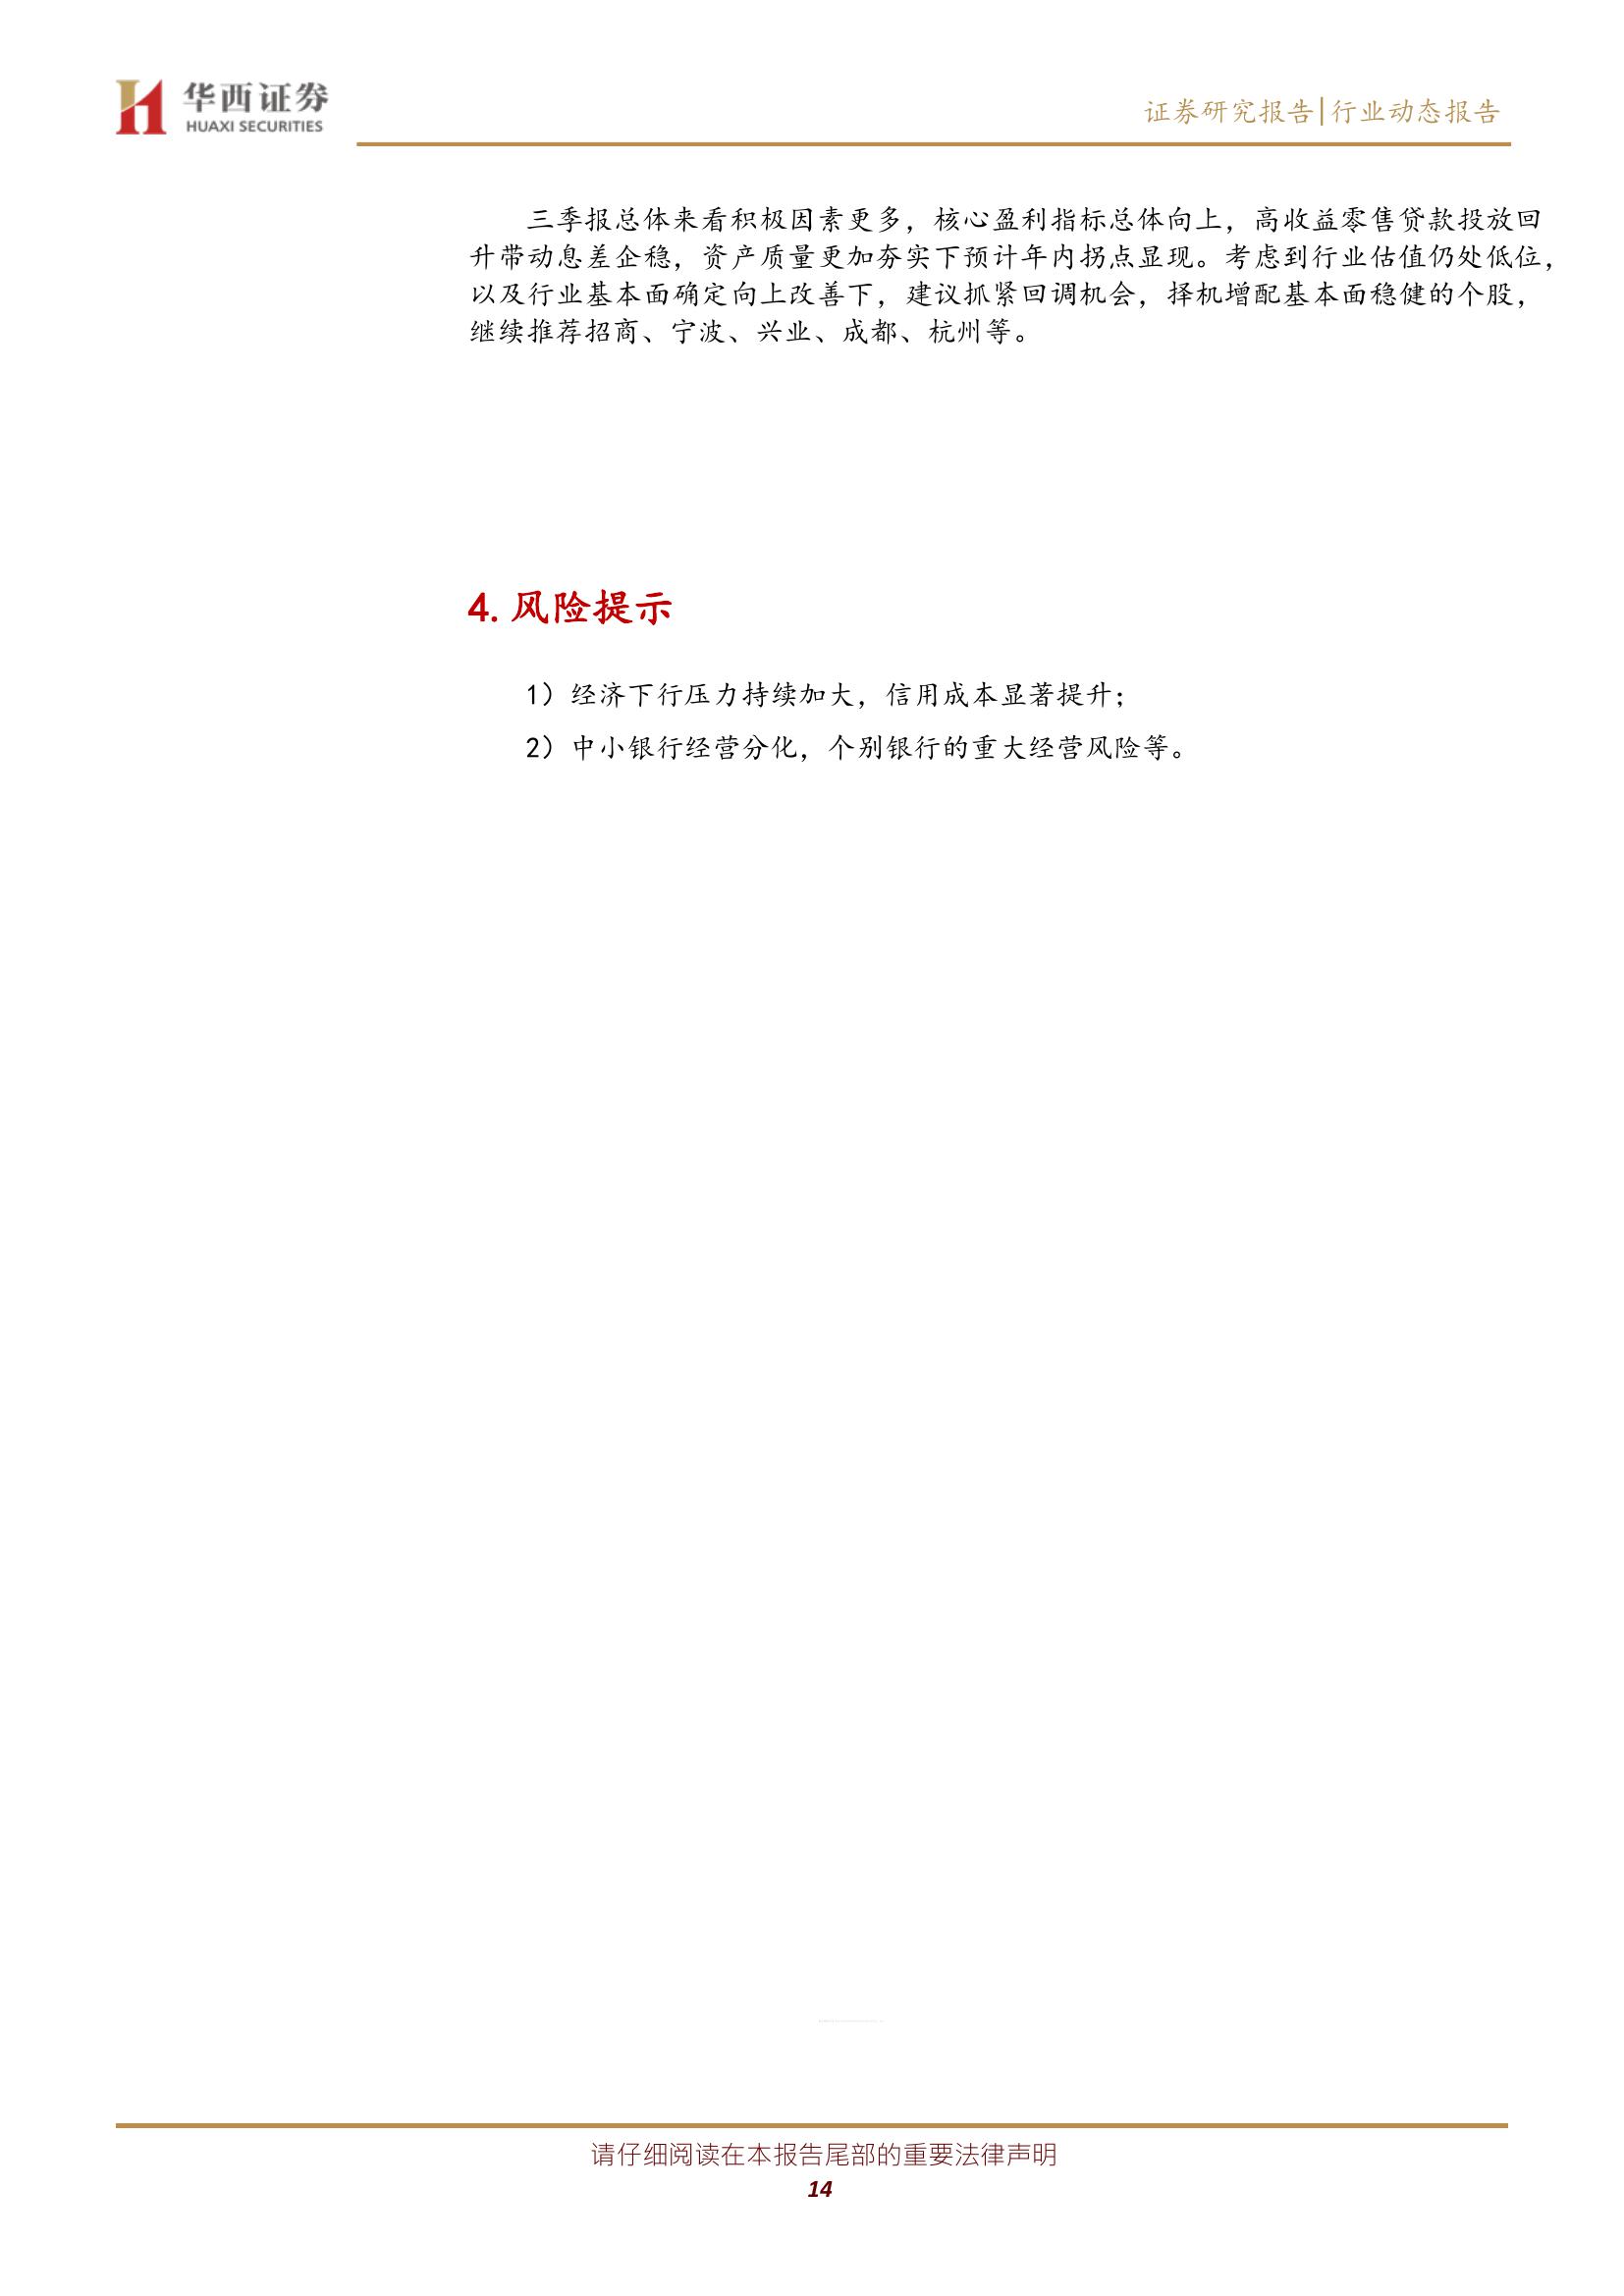 华西证券
HUAXI SECURITIES
证券研究报告|行业动态报告
三季报总体来看积极因素更多，核心盈利指标总体向上，高收益零售贷款投放回
升带动息差企稳，资产质量更加夯实下预计年内拐点显现。考虑到行业估值仍处低位，
以及行业基本面确定向上改善下，建议抓紧回调机会，择机增配基本面稳健的个股，
继续推荐招商、宁波、兴业、成都、杭州等。
4.风险提示
1）经济下行压力持续加大，信用成本显著提升；
2）中小银行经营分化，个别银行的重大经营风险等。
请仔细阅读在本报告尾部的重要法律声明
14